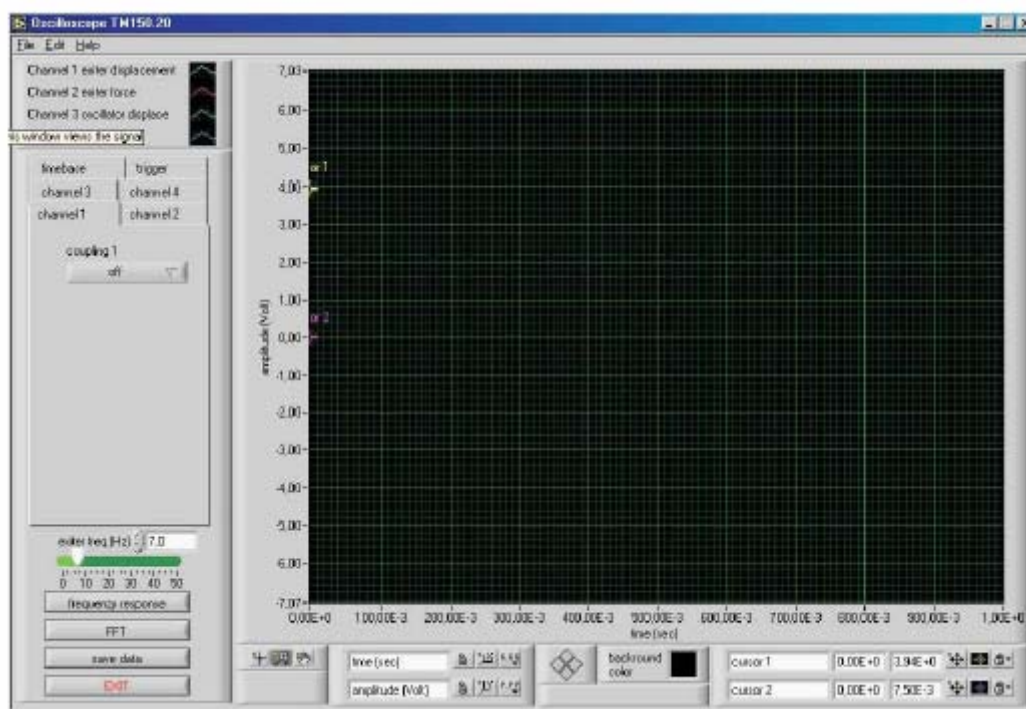 Oscilloscope TM150.20
File Edit Help
Channel 1 exiter displacement
Channel 2 exiter force
Channel 3 oscillator displace
is window views the signal
timebase trigger
channel 3 channel 4
channel 1 channel 2
coupling 1
off
exiter freq (Hz) 7.0
0 10 20 30 40 50
frequency response
FFT
save data
EXIT
amplitude (Volt)
7,03
6,00
5,00
4,00
3,00
2,00
1,00
0,00
-1,00
-2,00
-3,00
-4,00
-5,00
-6,00
-7,07
or 1
or 2
0,00E+0 100,00E-3 200,00E-3 300,00E-3 400,00E-3 500,00E-3 600,00E-3 700,00E-3 800,00E-3 900,00E-3 1,00E+0
time (sec)
time (sec)
amplitude (Volt)
backround
color
cursor 1 0,00E+0 3,94E+0
cursor 2 0,00E+0 7,50E-3